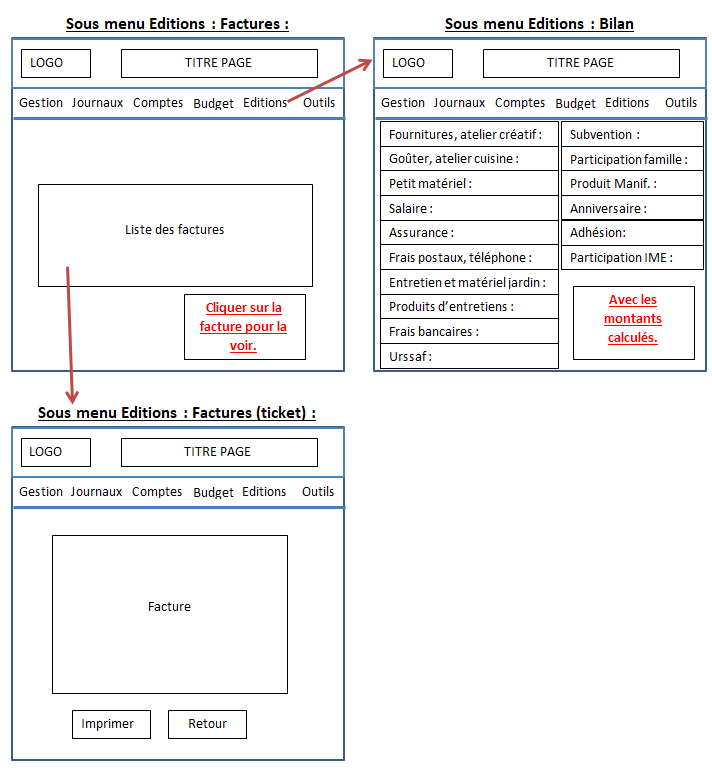 Sous menu Editions : Factures :
LOGO
TITRE PAGE
Gestion Journaux Comptes Budget Editions Outils
Liste des factures
Cliquer sur la
facture pour la
voir.
Sous menu Editions : Bilan
LOGO
TITRE PAGE
Gestion Journaux Comptes Budget Editions Outils
Fournitures, atelier créatif :
Goûter, atelier cuisine :
Petit matériel :
Salaire :
Assurance :
Frais postaux, téléphone :
Entretien et matériel jardin :
Produits d'entretiens :
Frais bancaires :
Urssaf :
Subvention :
Participation famille :
Produit Manif. :
Anniversaire :
Adhésion:
Participation IME :
Avec les
montants
calculés.
Sous menu Editions : Factures (ticket) :
LOGO
TITRE PAGE
Gestion Journaux Comptes Budget Editions Outils
Facture
Imprimer
Retour